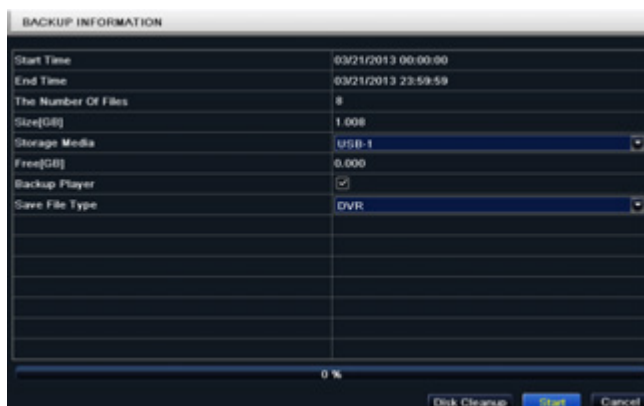 BACKUP INFORMATION
Start Time 03/21/2013 00:00:00
End Time 03/21/2013 23:59:59
The Number Of Files 8
Size[GB] 1.008
Storage Media USB-1
Free[GB] 0.000
Backup Player
Save File Type DVR
0 %
Disk Cleanup Start Cancel